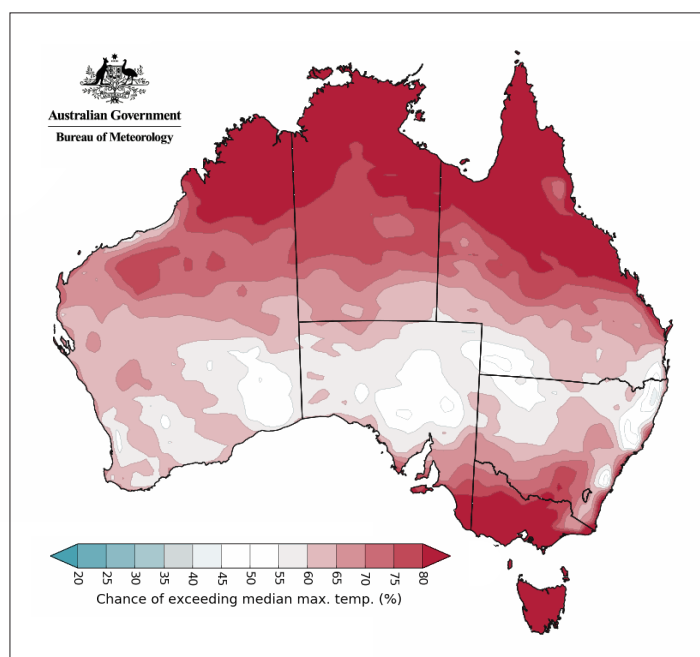 Australian Government
Bureau of Meteorology
20 25 30 35 40 45 50 55 60 65 70 75 80
Chance of exceeding median max. temp. (%)